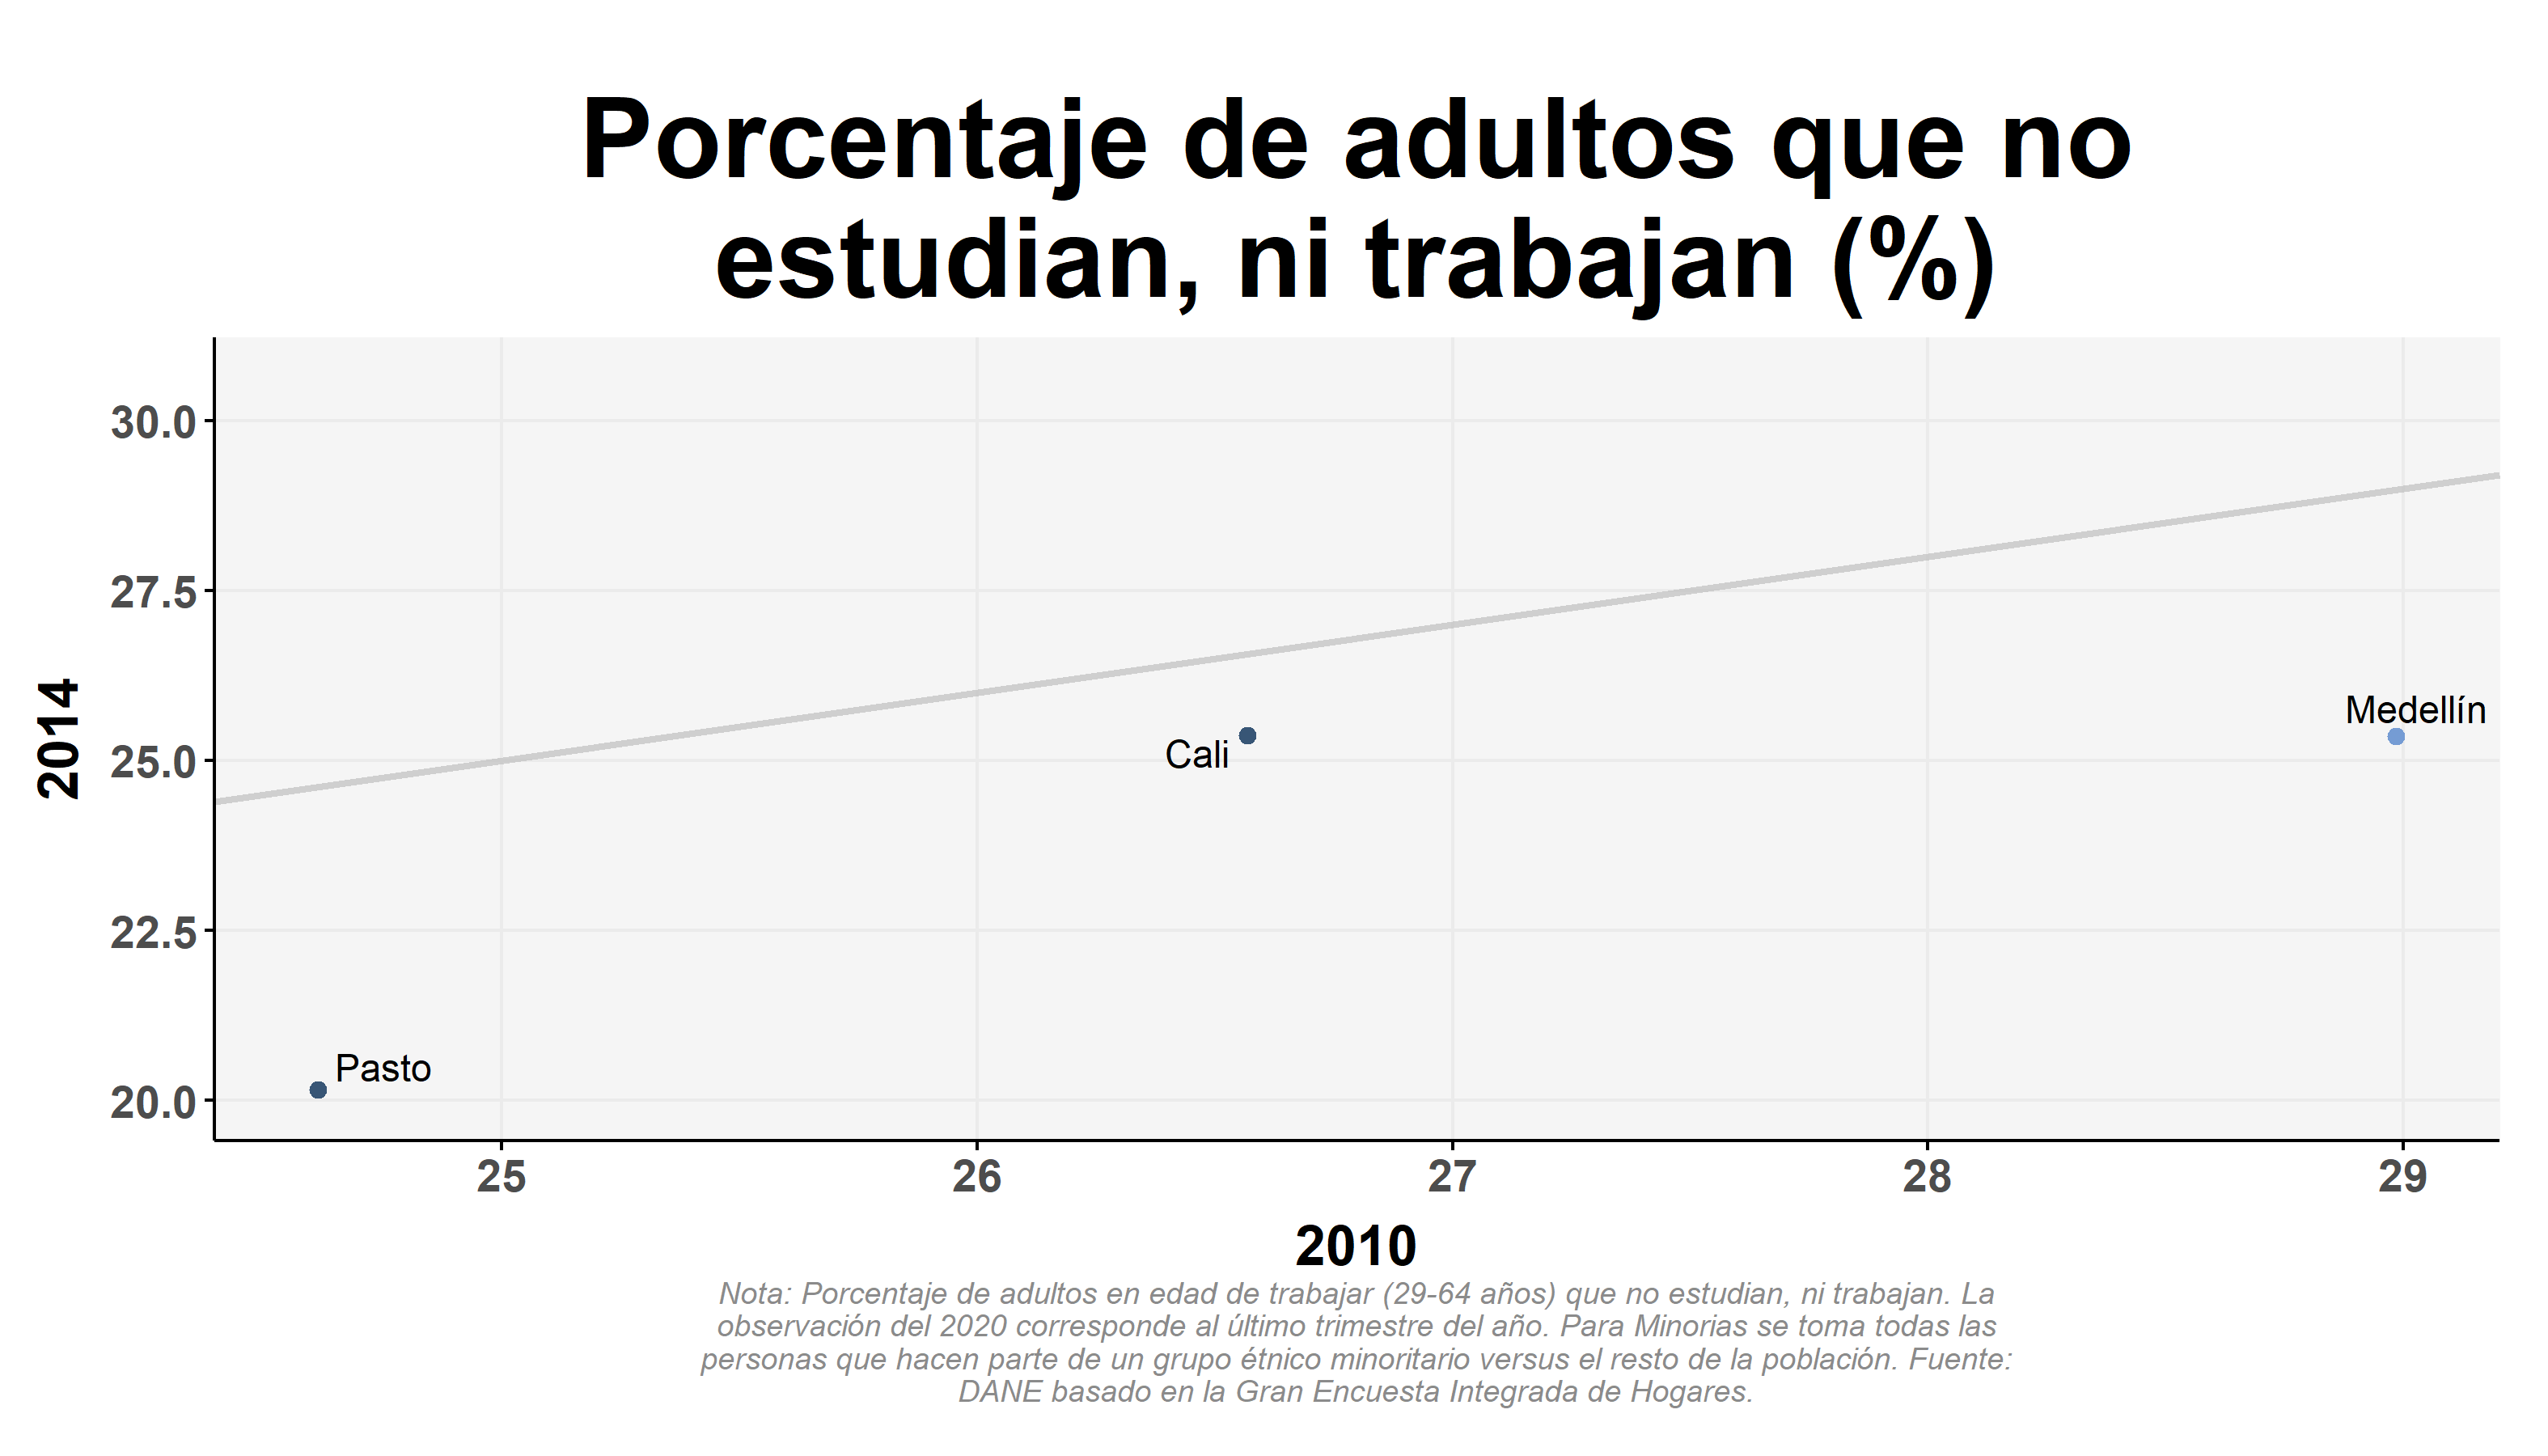 Porcentaje de adultos que no
estudian, ni trabajan (%)
30.0
27.5
25.0
22.5
20.0
2014
Medellín
Cali
Pasto
25 26 27 28 29
2010
Nota: Porcentaje de adultos en edad de trabajar (29-64 años) que no estudian, ni trabajan. La
observación del 2020 corresponde al último trimestre del año. Para Minorias se toma todas las
personas que hacen parte de un grupo étnico minoritario versus el resto de la población. Fuente:
DANE basado en la Gran Encuesta Integrada de Hogares.